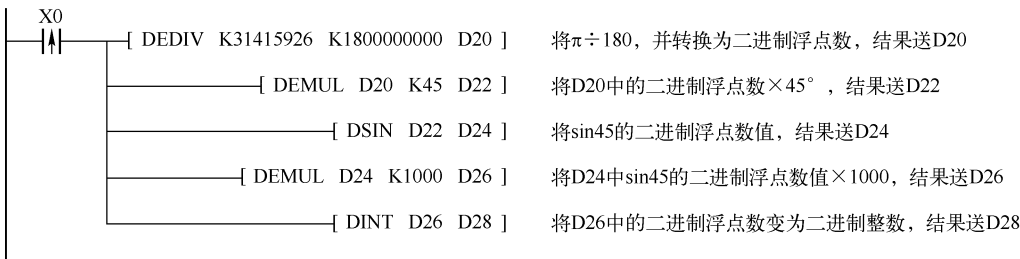 X0
[ DEDIV K31415926 K1800000000 D20 ] 将π÷180，并转换为二进制浮点数，结果送D20
[ DEMUL D20 K45 D22 ] 将D20中的二进制浮点数×45°，结果送D22
[ DSIN D22 D24 ] 将sin45的二进制浮点数值，结果送D24
[ DEMUL D24 K1000 D26 ] 将D24中sin45的二进制浮点数值×1000，结果送D26
[ DINT D26 D28 ] 将D26中的二进制浮点数变为二进制整数，结果送D28